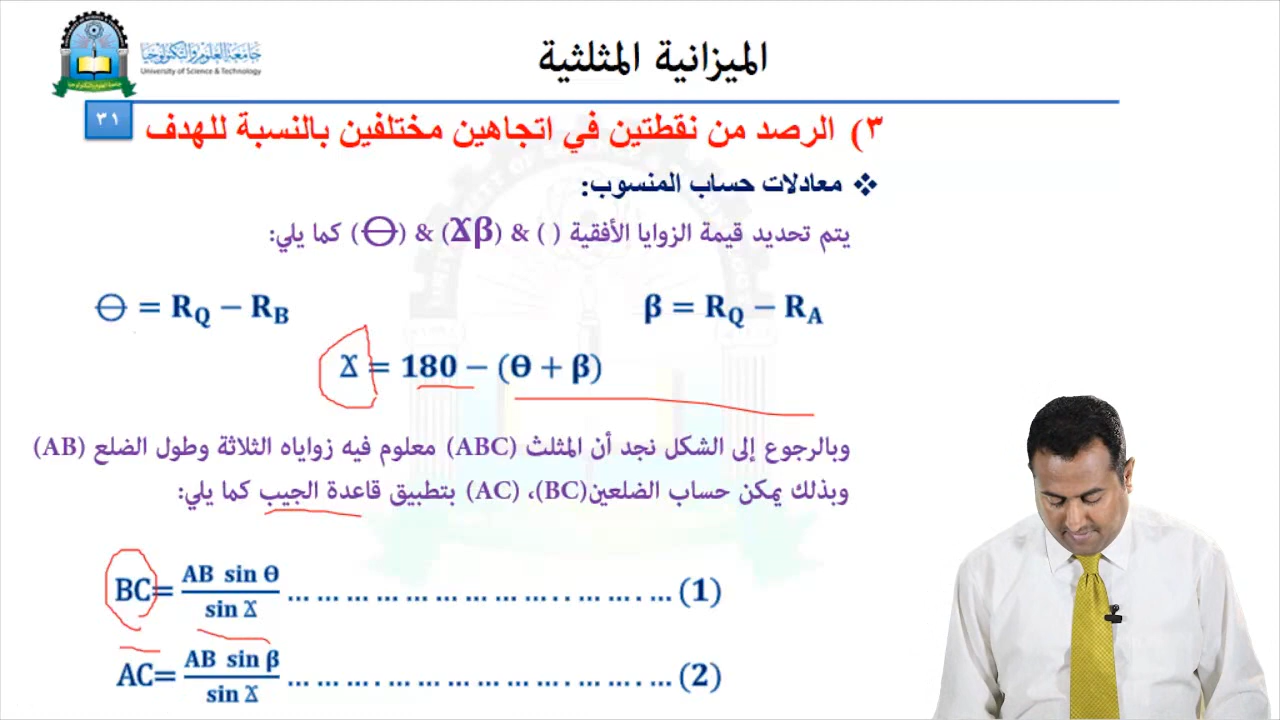 جامعة العلوم والتكنولوجيا
University of Science & Technology
الميزانية المثلثية
٣١
٣) الرصد من نقطتين في اتجاهين مختلفين بالنسبة للهدف
❖ معادلات حساب المنسوب:
يتم تحديد قيمة الزوايا الأفقية ( ) & (Ɣβ) & (Ө) كما يلي:
Ө = R_Q − R_B
β = R_Q − R_A
Ɣ = 180 − (Ө + β)
وبالرجوع إلى الشكل نجد أن المثلث (ABC) معلوم فيه زواياه الثلاثة وطول الضلع (AB)
وبذلك يمكن حساب الضلعين(BC)، (AC) بتطبيق قاعدة الجيب كما يلي:
BC= AB sin Ө / sin Ɣ ... ... ... ... ... ... ... ... ... . . ... ... . ... (1)
AC= AB sin β / sin Ɣ ... ... ... . ... ... ... ... ... . ... ... . ... (2)